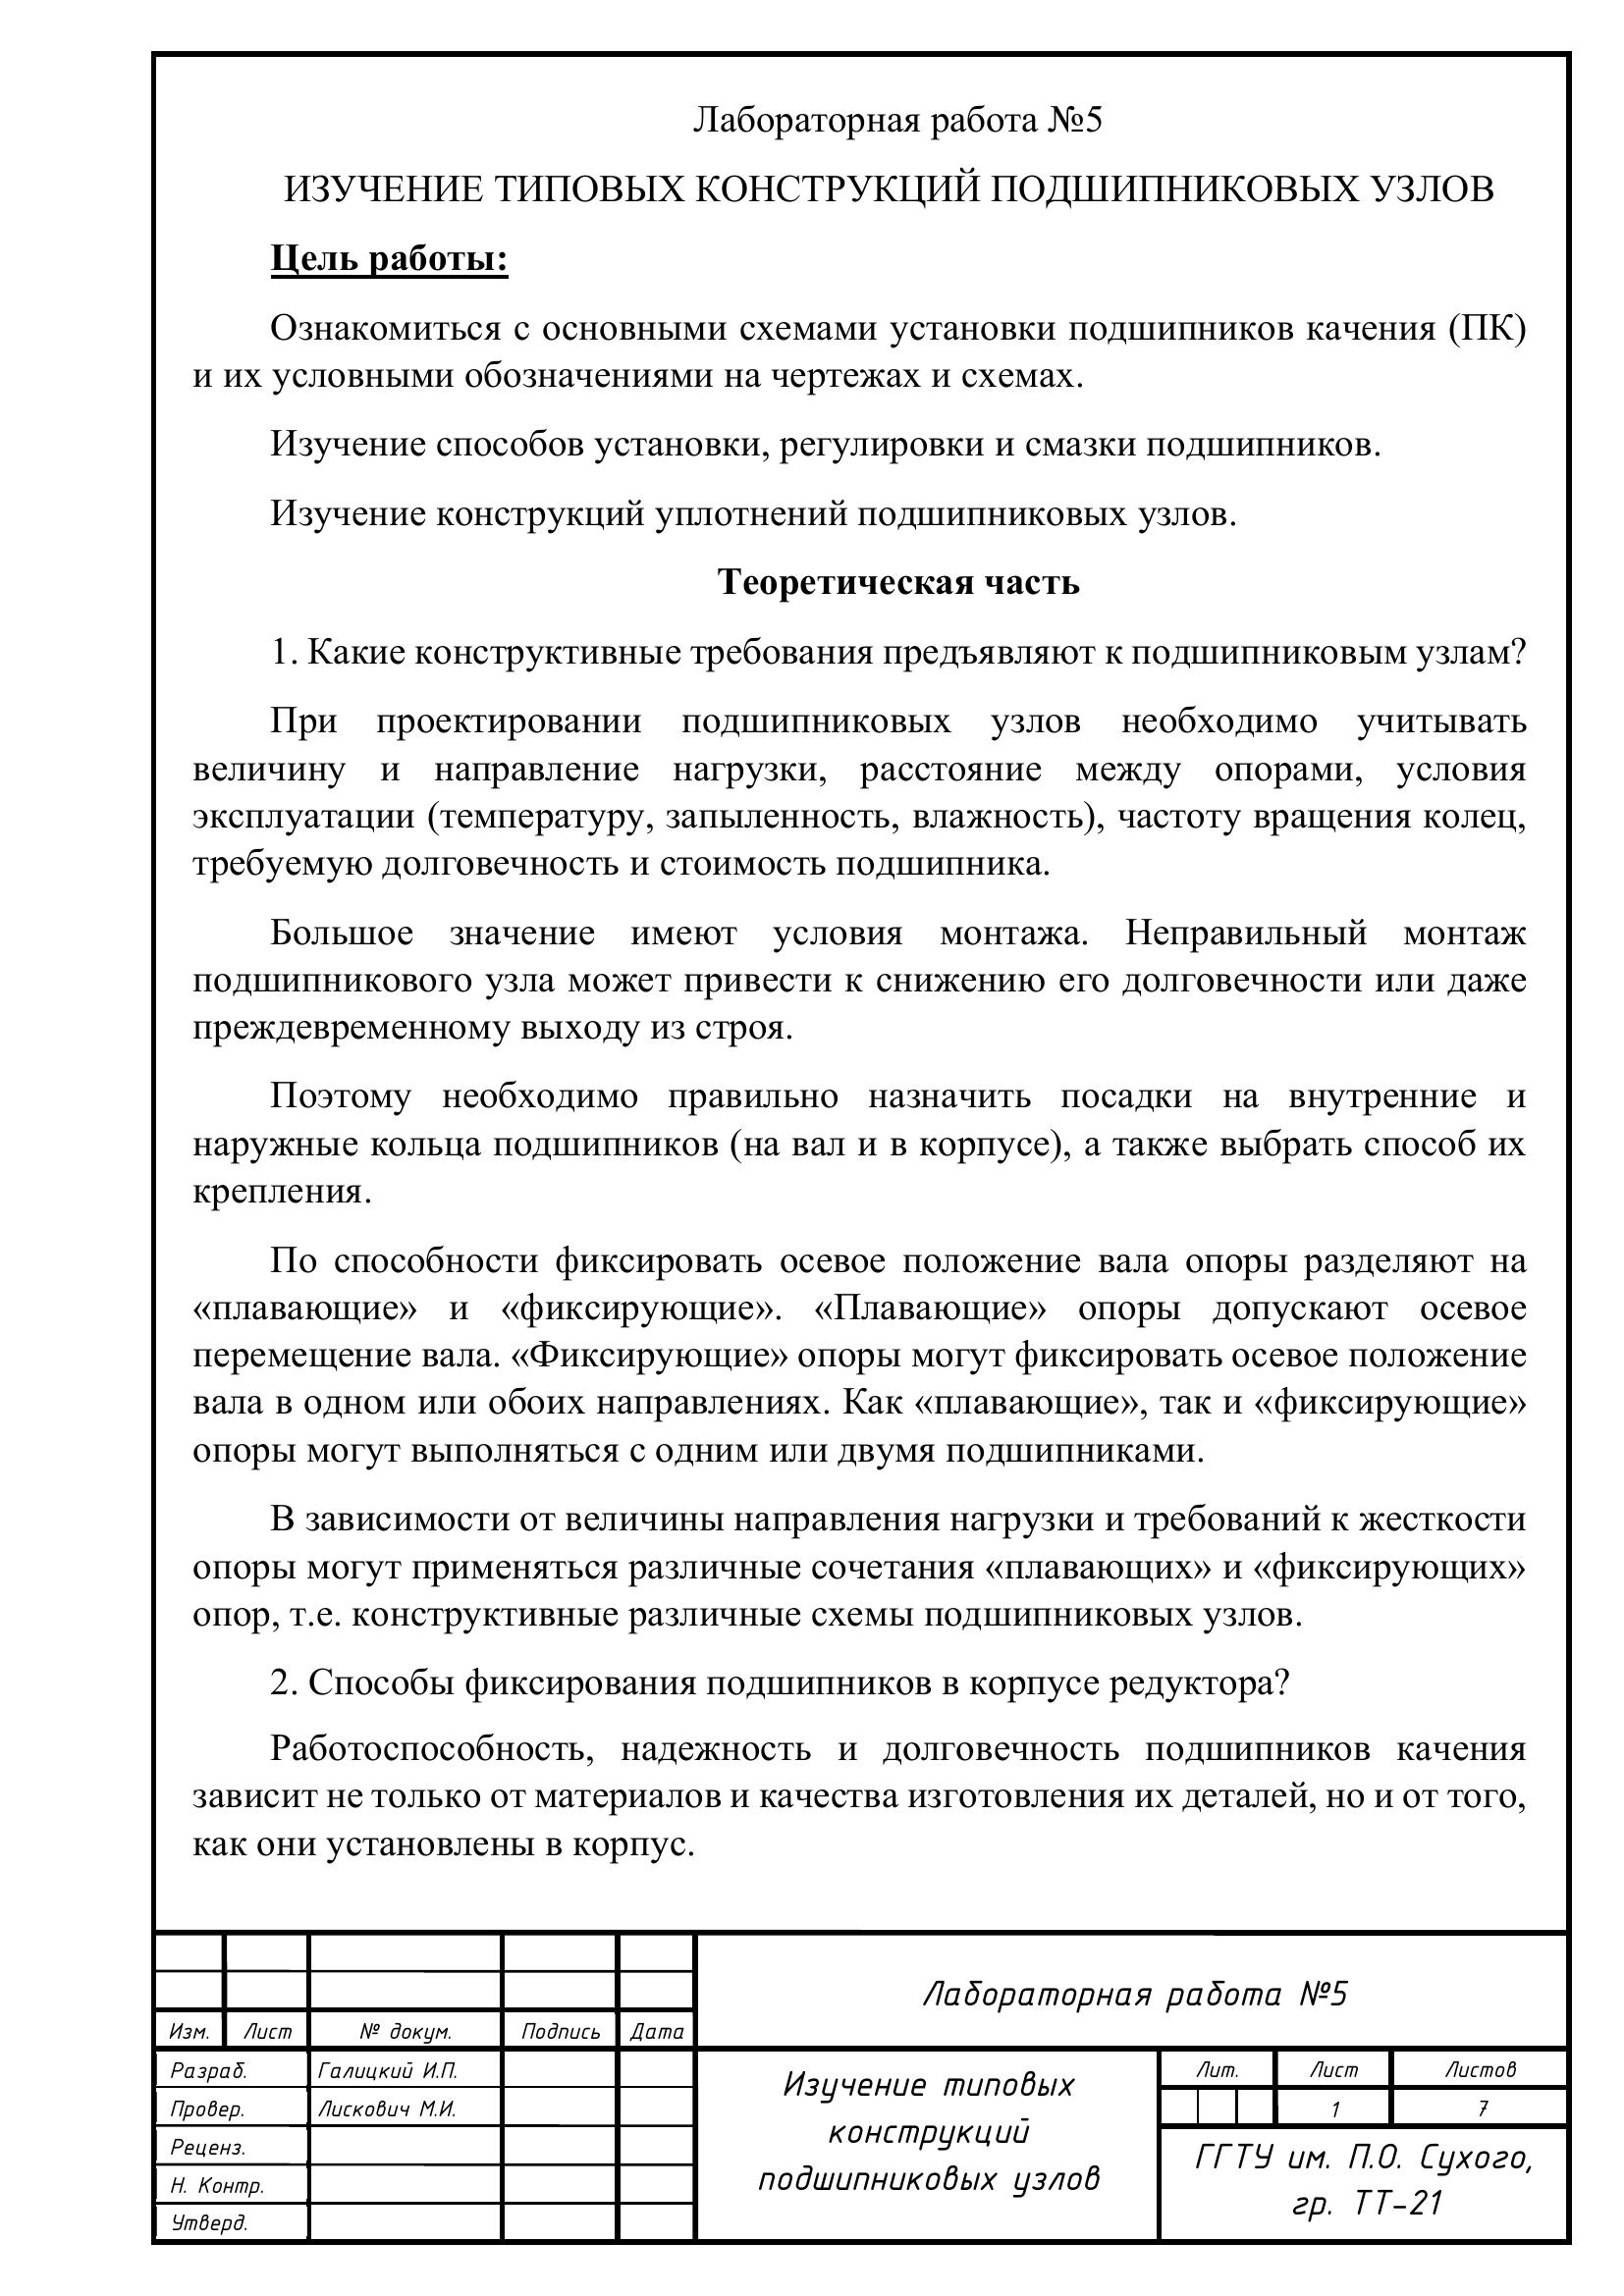 Лабораторная работа №5
ИЗУЧЕНИЕ ТИПОВЫХ КОНСТРУКЦИЙ ПОДШИПНИКОВЫХ УЗЛОВ
Цель работы:
Ознакомиться с основными схемами установки подшипников качения (ПК)
и их условными обозначениями на чертежах и схемах.
Изучение способов установки, регулировки и смазки подшипников.
Изучение конструкций уплотнений подшипниковых узлов.
Теоретическая часть
1. Какие конструктивные требования предъявляют к подшипниковым узлам?
При проектировании подшипниковых узлов необходимо учитывать
величину и направление нагрузки, расстояние между опорами, условия
эксплуатации (температуру, запыленность, влажность), частоту вращения колец,
требуемую долговечность и стоимость подшипника.
Большое значение имеют условия монтажа. Неправильный монтаж
подшипникового узла может привести к снижению его долговечности или даже
преждевременному выходу из строя.
Поэтому необходимо правильно назначить посадки на внутренние и
наружные кольца подшипников (на вал и в корпусе), а также выбрать способ их
крепления.
По способности фиксировать осевое положение вала опоры разделяют на
«плавающие» и «фиксирующие». «Плавающие» опоры допускают осевое
перемещение вала. «Фиксирующие» опоры могут фиксировать осевое положение
вала в одном или обоих направлениях. Как «плавающие», так и «фиксирующие»
опоры могут выполняться с одним или двумя подшипниками.
В зависимости от величины направления нагрузки и требований к жесткости
опоры могут применяться различные сочетания «плавающих» и «фиксирующих»
опор, т.е. конструктивные различные схемы подшипниковых узлов.
2. Способы фиксирования подшипников в корпусе редуктора?
Работоспособность, надежность и долговечность подшипников качения
зависит не только от материалов и качества изготовления их деталей, но и от того,
как они установлены в корпус.
Лабораторная работа №5
Изм. Лист № докум. Подпись Дата
Разраб. Галицкий И.П.
Провер. Лискович М.И.
Реценз.
Н. Контр.
Утверд.
Изучение типовых
конструкций
подшипниковых узлов
Лит. Лист Листов
1 7
ГГТУ им. П.О. Сухого,
гр. ТТ-21